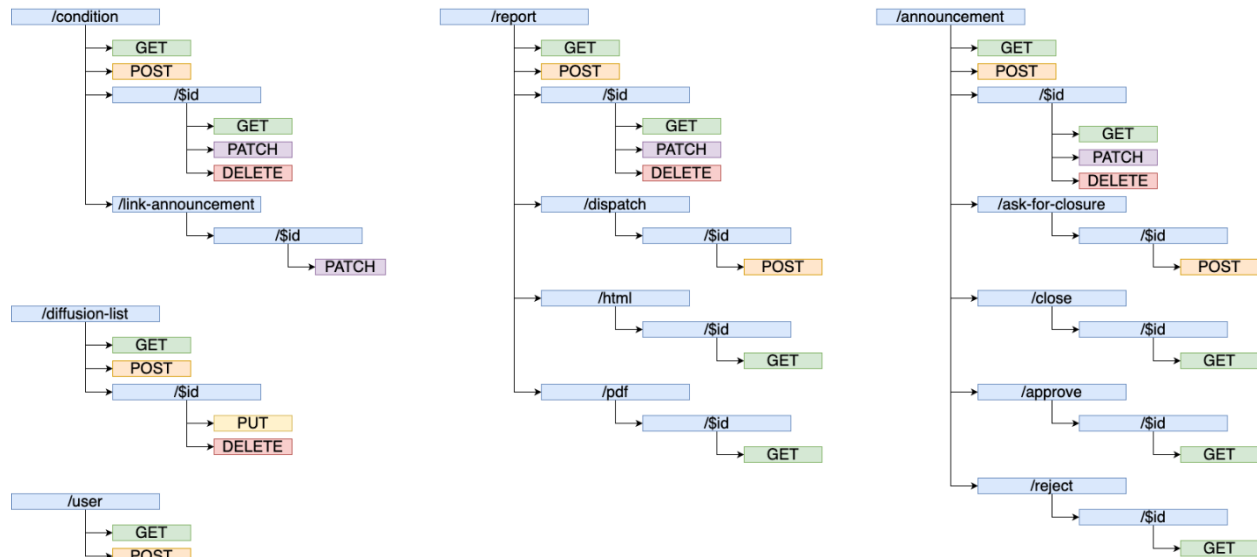 /condition
GET
POST
/$id
GET
PATCH
DELETE
/link-announcement
/$id
PATCH
/diffusion-list
GET
POST
/$id
PUT
DELETE
/user
GET
POST
/report
GET
POST
/$id
GET
PATCH
DELETE
/dispatch
/$id
POST
/html
/$id
GET
/pdf
/$id
GET
/announcement
GET
POST
/$id
GET
PATCH
DELETE
/ask-for-closure
/$id
POST
/close
/$id
GET
/approve
/$id
GET
/reject
/$id
GET